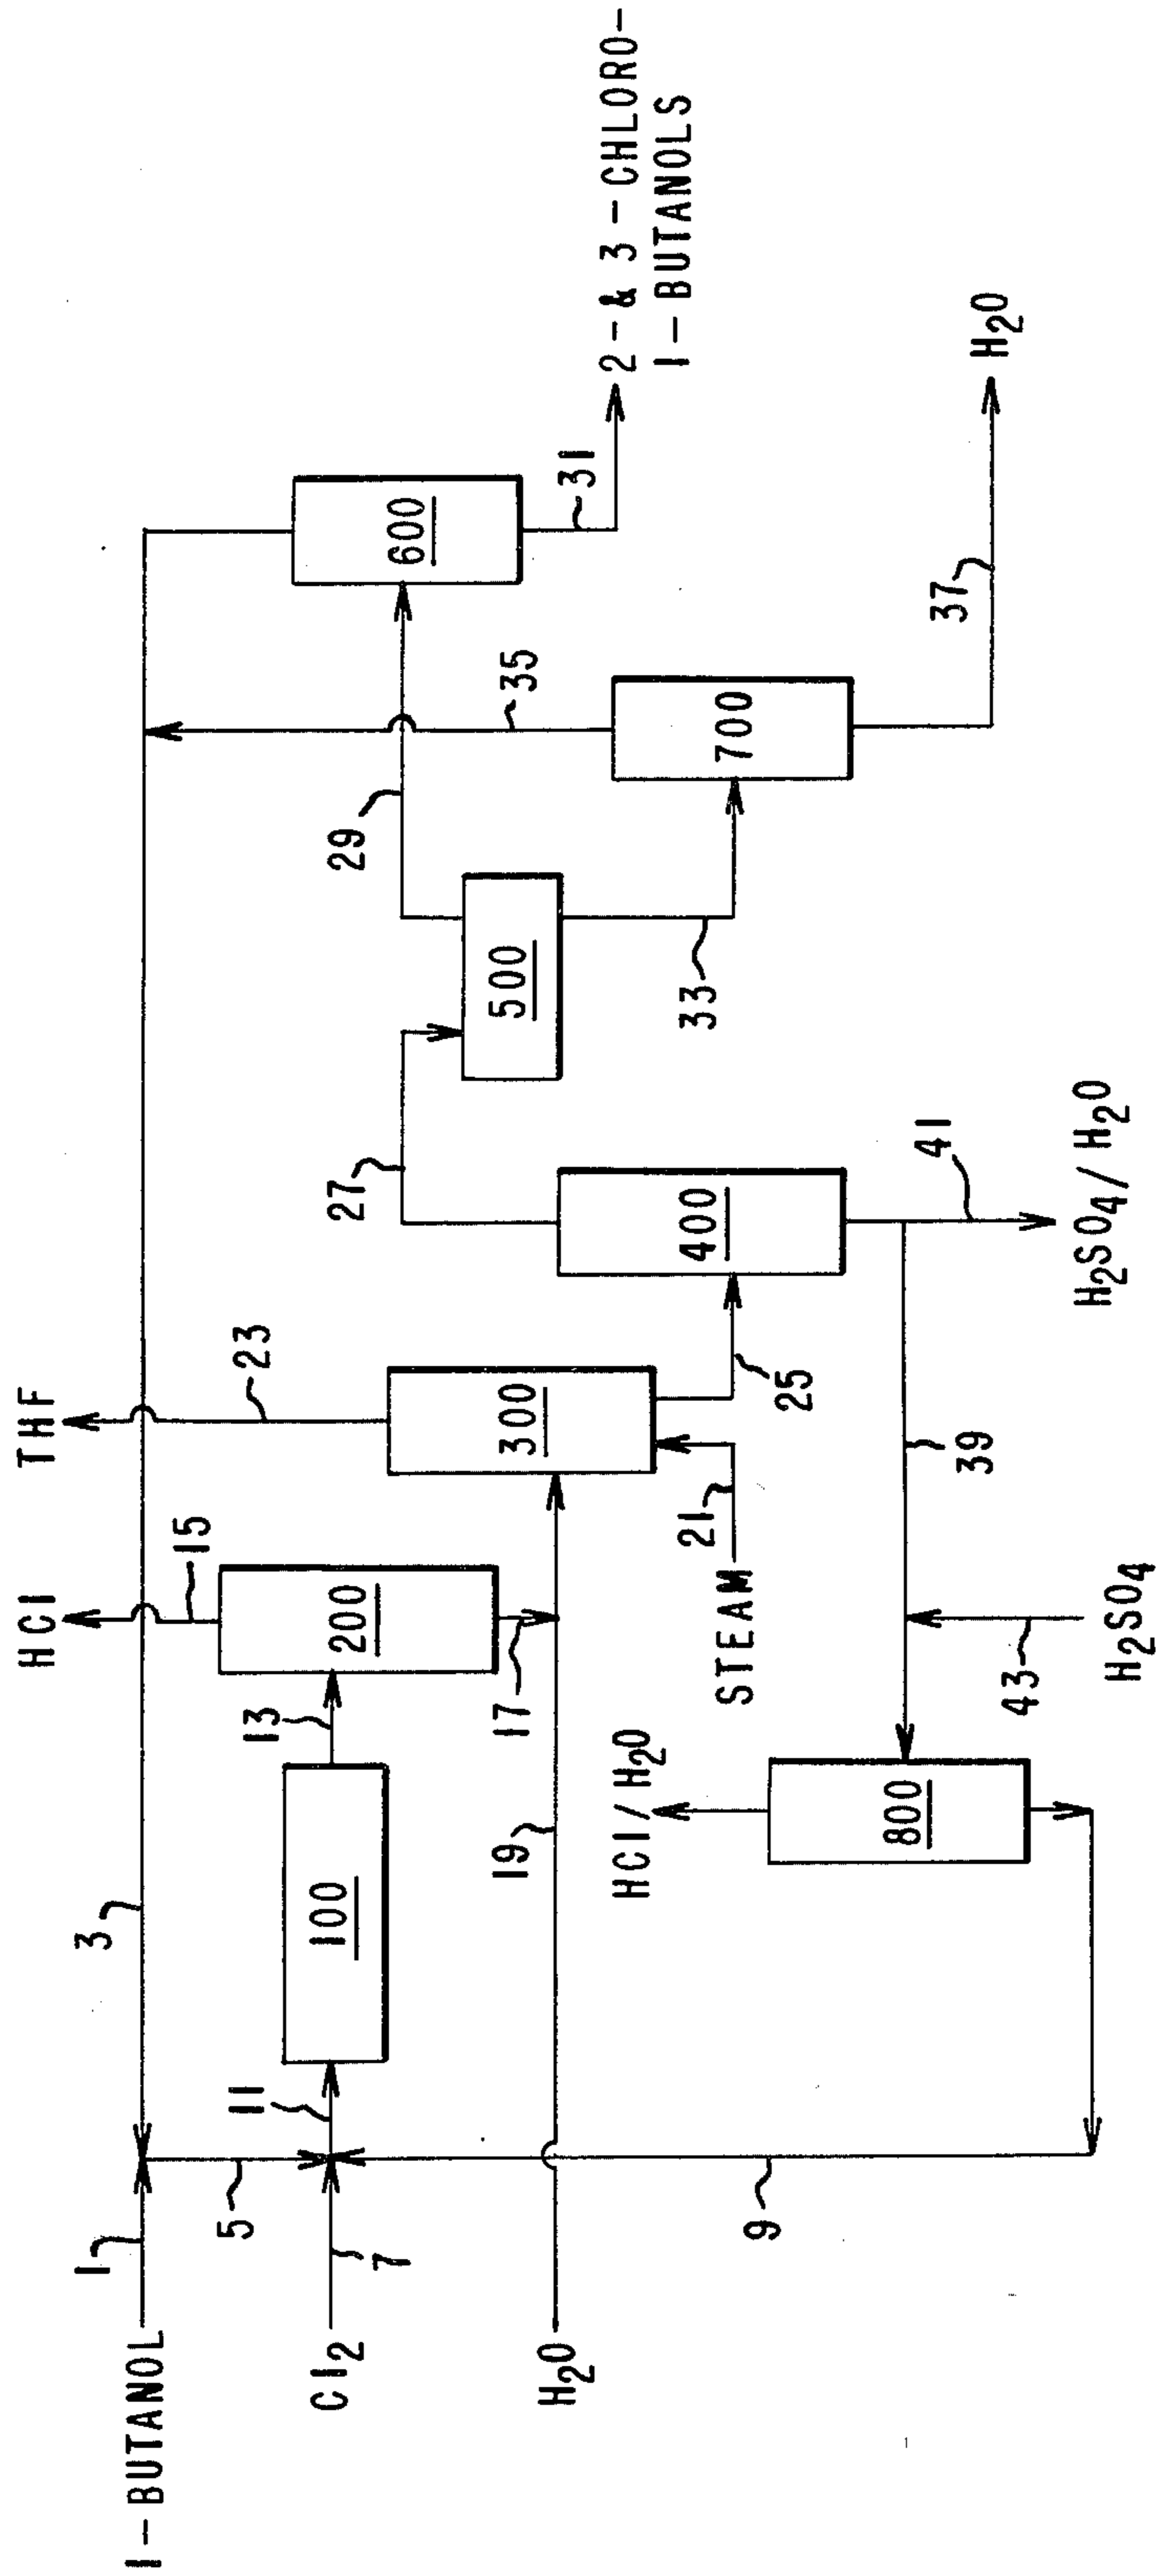 HCl
THF
15
23
3
1
1-BUTANOL
5
11
13
200
100
7
Cl2
17
19
H2O
300
STEAM
21
25
27
400
29
500
600
31
2-& 3-CHLORO-
1-BUTANOLS
35
33
700
37
H2O
HCl/H2O
800
9
39
41
H2SO4/H2O
43
H2SO4